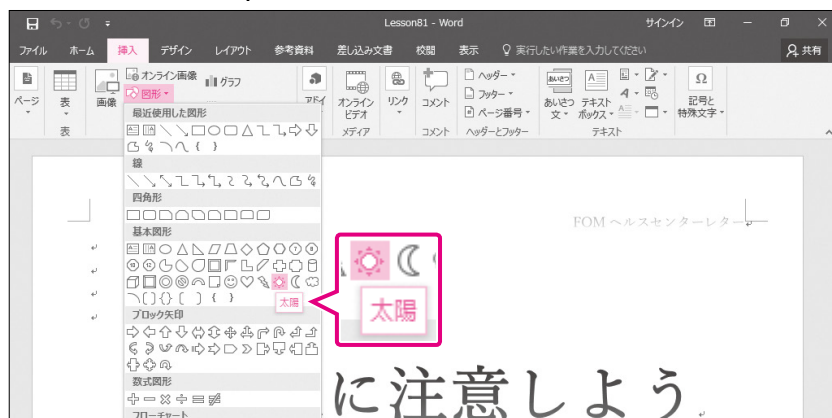 Lesson81 - Word
サインイン
ファイル ホーム 挿入 デザイン レイアウト 参考資料 差し込み文書 校閲 表示 実行したい作業を入力してください 共有
ページ
表
画像
オンライン画像
図形
グラフ
アドイ
オンライン
ビデオ
リンク
コメント
ヘッダー
フッター
ページ番号
あいさつ
文
テキスト
ボックス
記号と
特殊文字
表 メディア コメント ヘッダーとフッター テキスト
最近使用した図形
線
四角形
基本図形
太陽
ブロック矢印
数式図形
フローチャート
太陽
FOM ヘルスセンターレター
に注意しよう